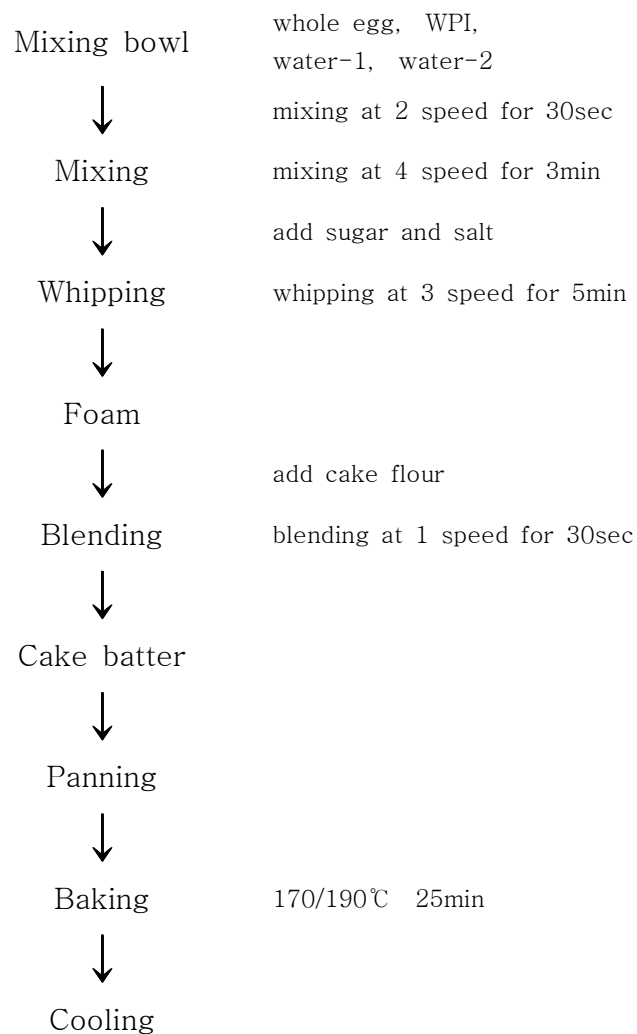 Mixing bowl
whole egg, WPI,
water-1, water-2
mixing at 2 speed for 30sec
Mixing
mixing at 4 speed for 3min
add sugar and salt
Whipping
whipping at 3 speed for 5min
Foam
add cake flour
Blending
blending at 1 speed for 30sec
Cake batter
Panning
Baking
170/190℃ 25min
Cooling